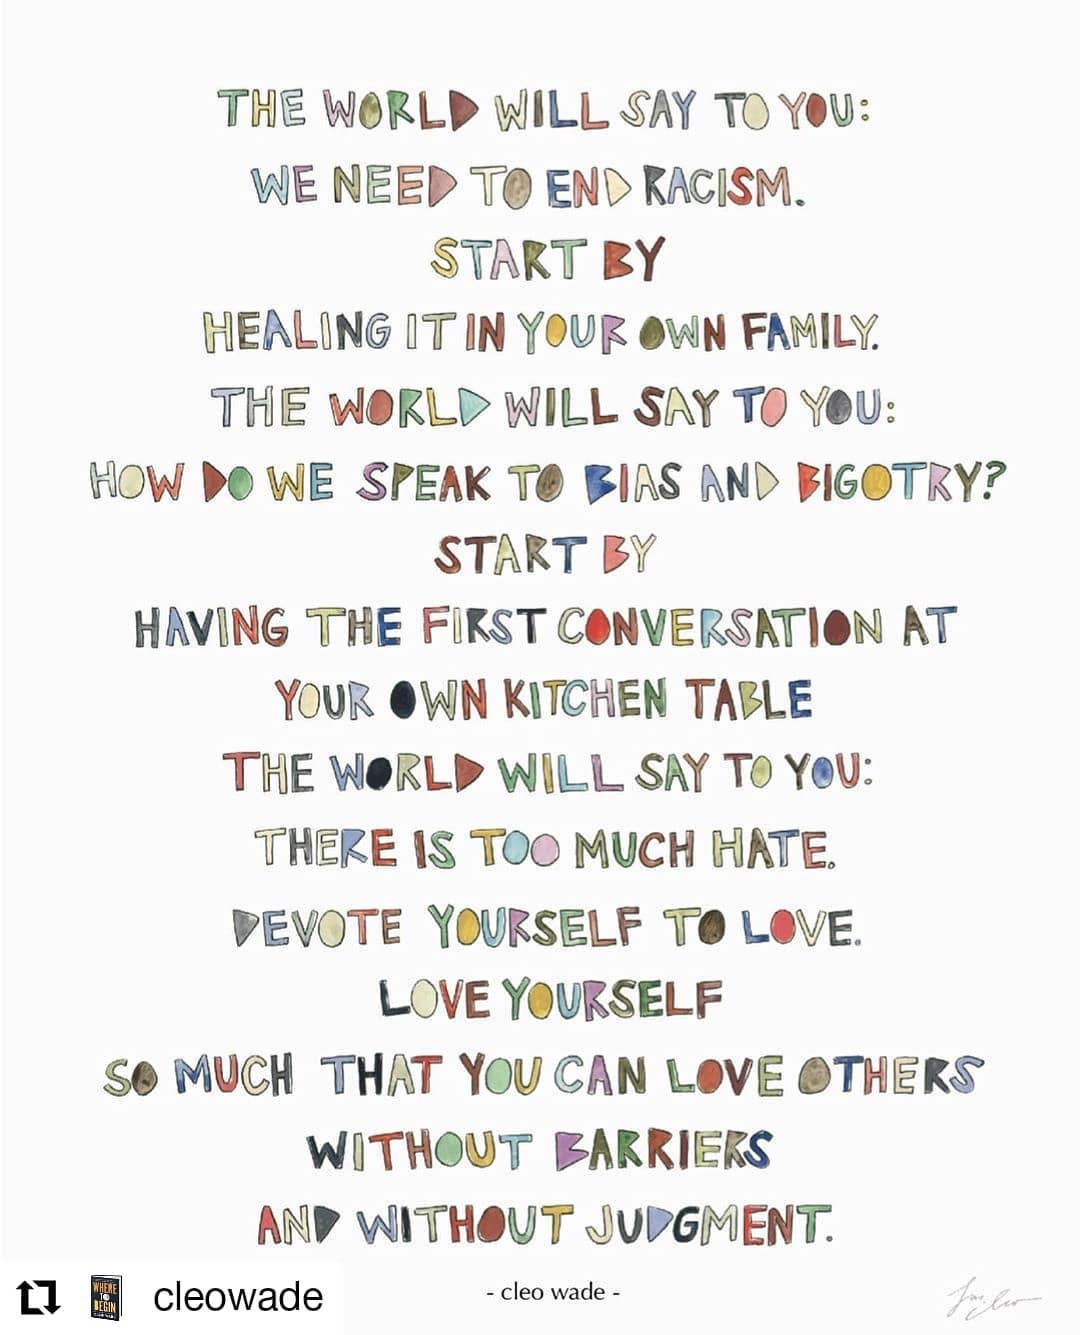 THE WORLD WILL SAY TO YOU:
WE NEED TO END RACISM.
START BY
HEALING IT IN YOUR OWN FAMILY.
THE WORLD WILL SAY TO YOU:
HOW DO WE SPEAK TO BIAS AND BIGOTRY?
START BY
HAVING THE FIRST CONVERSATION AT
YOUR OWN KITCHEN TABLE
THE WORLD WILL SAY TO YOU:
THERE IS TOO MUCH HATE.
DEVOTE YOURSELF TO LOVE.
LOVE YOURSELF
SO MUCH THAT YOU CAN LOVE OTHERS
WITHOUT BARRIERS
AND WITHOUT JUDGMENT.
- cleo wade -
WHERE
TO
BEGIN
cleowade